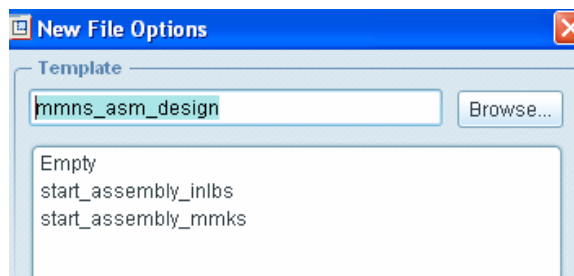 New File Options
Template
mmns_asm_design
Browse...
Empty
start_assembly_inlbs
start_assembly_mmks